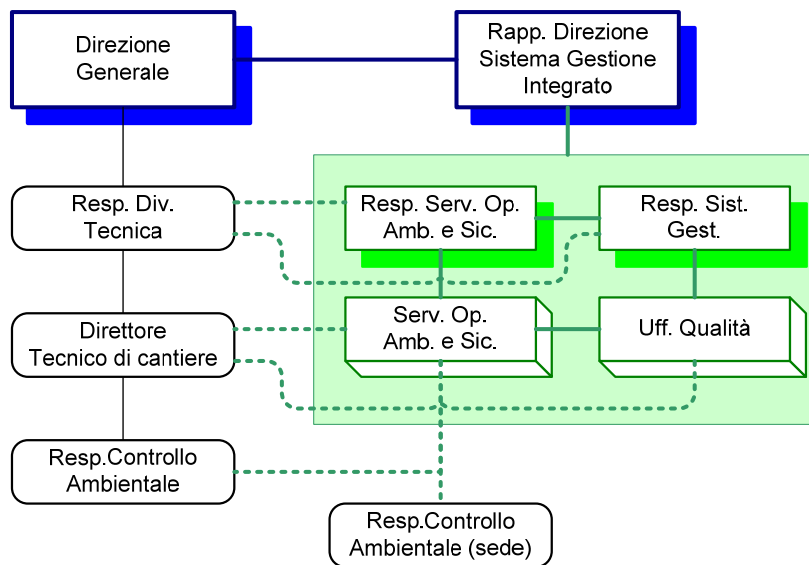 Direzione
Generale
Rapp. Direzione
Sistema Gestione
Integrato
Resp. Div.
Tecnica
Resp. Serv. Op.
Amb. e Sic.
Resp. Sist.
Gest.
Direttore
Tecnico di cantiere
Serv. Op.
Amb. e Sic.
Uff. Qualità
Resp.Controllo
Ambientale
Resp.Controllo
Ambientale (sede)